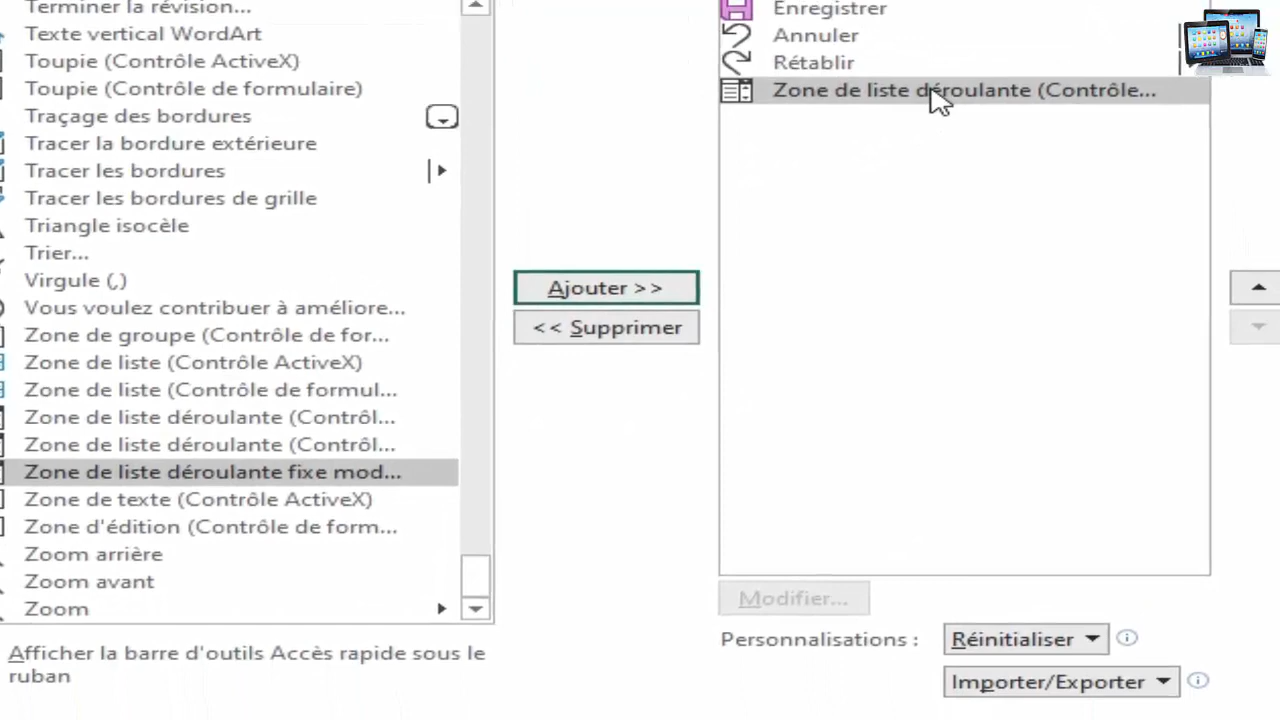 Terminer la révision...
Texte vertical WordArt
Toupie (Contrôle ActiveX)
Toupie (Contrôle de formulaire)
Traçage des bordures
Tracer la bordure extérieure
Tracer les bordures
Tracer les bordures de grille
Triangle isocèle
Trier...
Virgule (,)
Vous voulez contribuer à améliore...
Zone de groupe (Contrôle de for...
Zone de liste (Contrôle ActiveX)
Zone de liste (Contrôle de formul...
Zone de liste déroulante (Contrôl...
Zone de liste déroulante (Contrôl...
Zone de liste déroulante fixe mod...
Zone de texte (Contrôle ActiveX)
Zone d'édition (Contrôle de form...
Zoom arrière
Zoom avant
Zoom
Afficher la barre d'outils Accès rapide sous le
ruban
Ajouter >>
<< Supprimer
Enregistrer
Annuler
Rétablir
Zone de liste déroulante (Contrôle...
Modifier...
Personnalisations :
Réinitialiser
Importer/Exporter